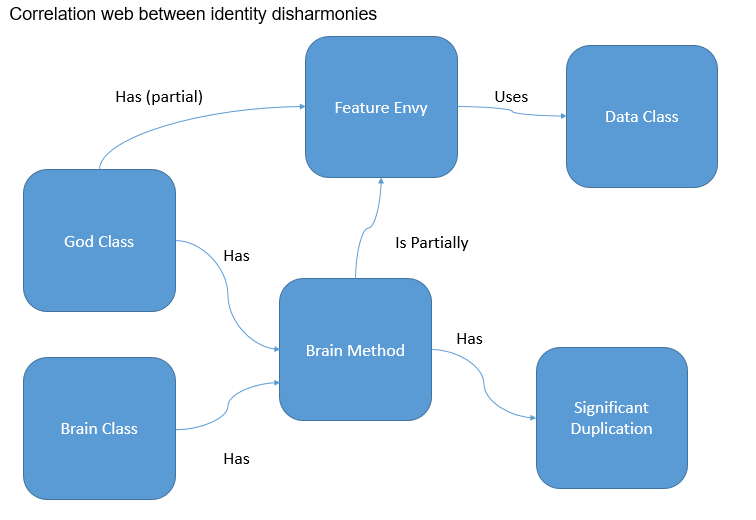 Correlation web between identity disharmonies
Has (partial)
Feature Envy
Uses
Data Class
God Class
Has
Is Partially
Brain Method
Has
Brain Class
Has
Significant
Duplication